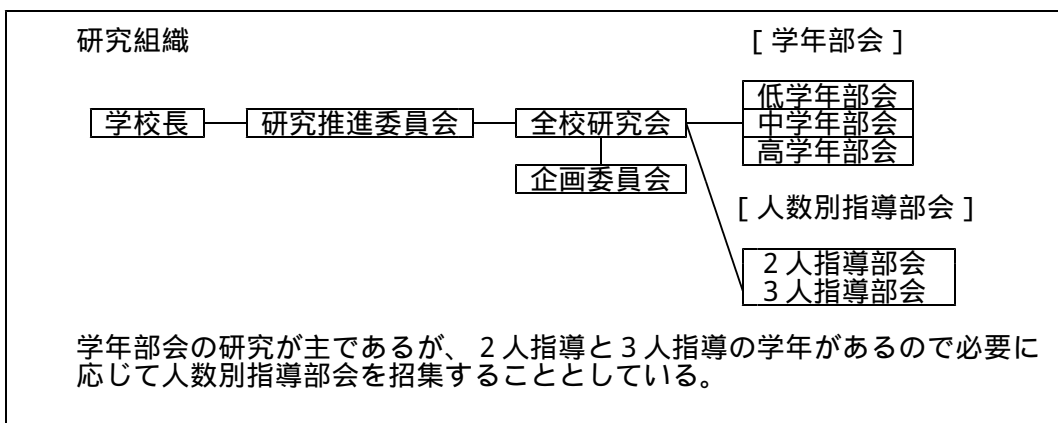 研究組織
[ 学年部会 ]
低学年部会
学校長 研究推進委員会 全校研究会 中学年部会
高学年部会
企画委員会
[ 人数別指導部会 ]
2人指導部会
3人指導部会
学年部会の研究が主であるが、2人指導と3人指導の学年があるので必要に
応じて人数別指導部会を招集することとしている。